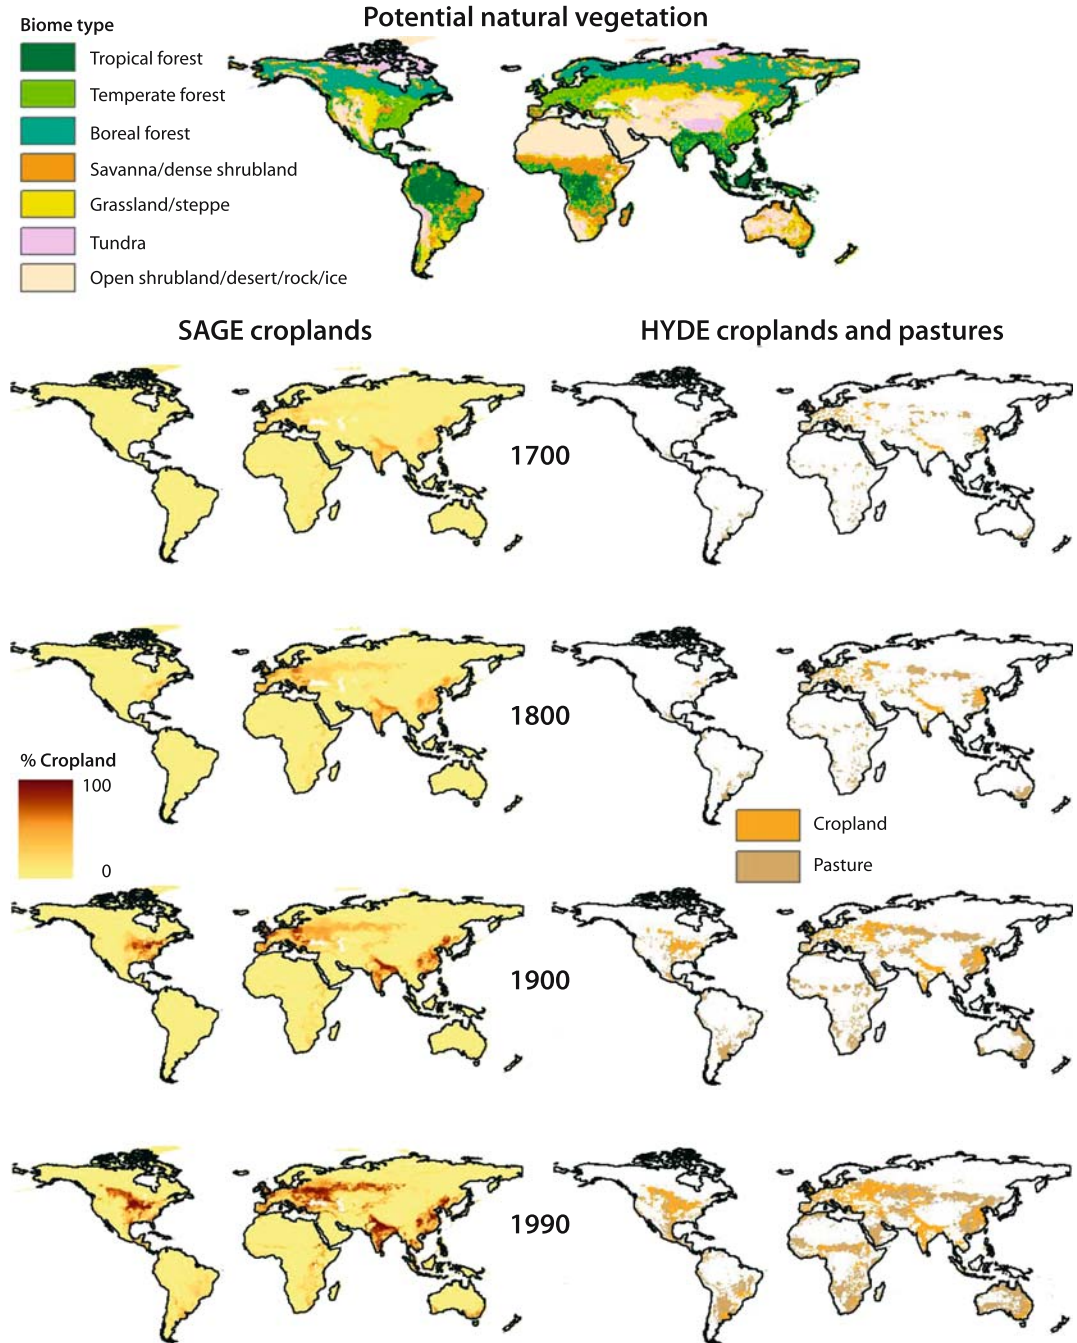 Potential natural vegetation
Biome type
Tropical forest
Temperate forest
Boreal forest
Savanna/dense shrubland
Grassland/steppe
Tundra
Open shrubland/desert/rock/ice
SAGE croplands
HYDE croplands and pastures
1700
1800
% Cropland
100
0
Cropland
Pasture
1900
1990